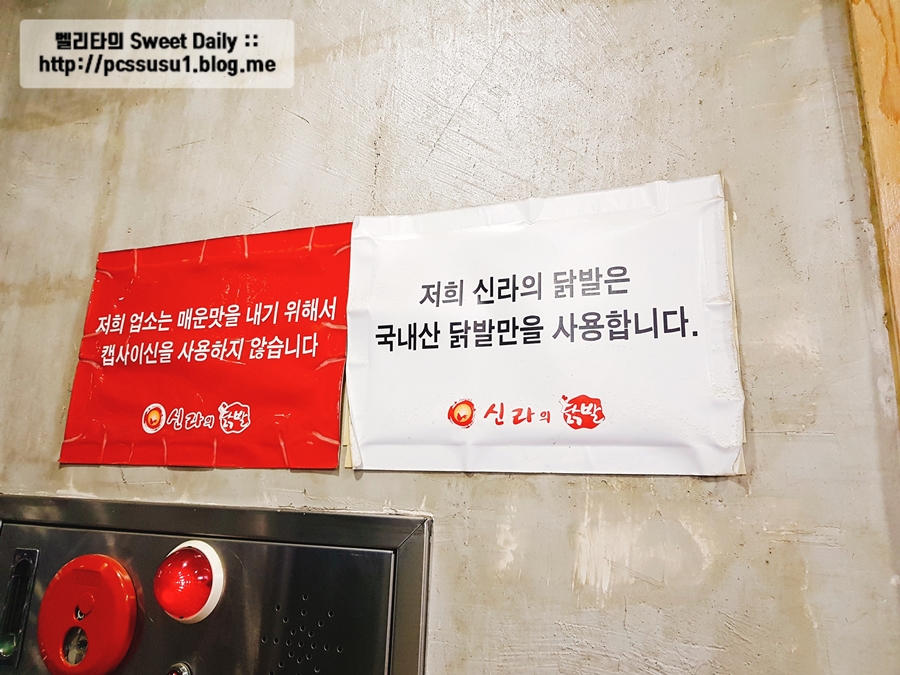 벨리타의 Sweet Daily ::
http://pcssusu1.blog.me
저희 업소는 매운맛을 내기 위해서
캡사이신을 사용하지 않습니다
신라의 닭발
저희 신라의 닭발은
국내산 닭발만을 사용합니다.
신라의 닭발